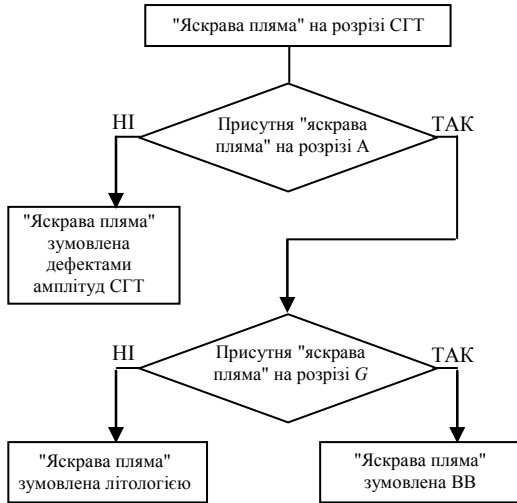 "Яскрава пляма" на розрізі СГТ
НІ
Присутня "яскрава
пляма" на розрізі А
ТАК
"Яскрава пляма"
зумовлена
дефектами
амплітуд СГТ
НІ
Присутня "яскрава
пляма" на розрізі G
ТАК
"Яскрава пляма"
зумовлена літологією
"Яскрава пляма"
зумовлена ВВ